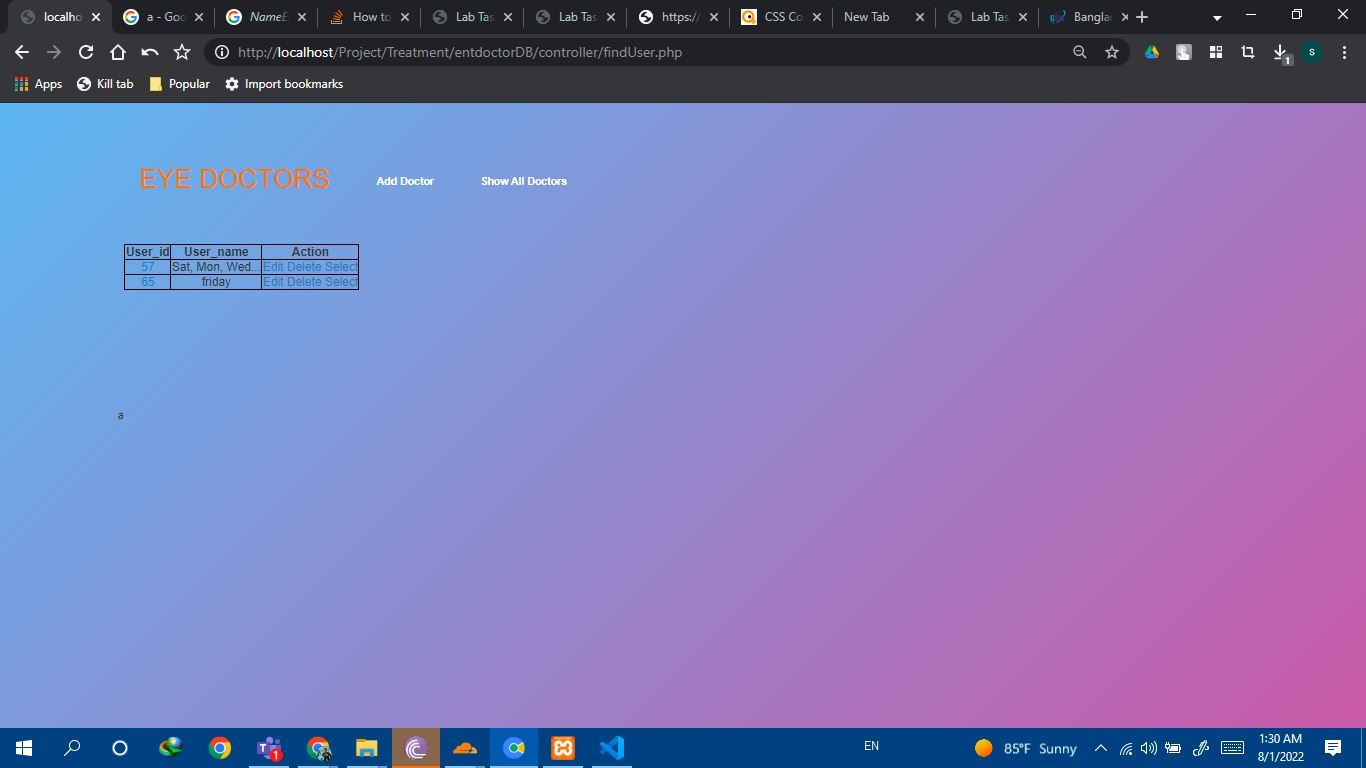 localho
a - Goo
NameE
How to
Lab Tas
Lab Tas
https://
CSS Co
New Tab
Lab Tas
Banglad
http://localhost/Project/Treatment/entdoctorDB/controller/findUser.php
1
S
Apps Kill tab Popular Import bookmarks
EYE DOCTORS Add Doctor Show All Doctors
User_id User_name Action
57 Sat, Mon, Wed... Edit Delete Select
65 friday Edit Delete Select
a
1
EN
85°F Sunny
1:30 AM
8/1/2022